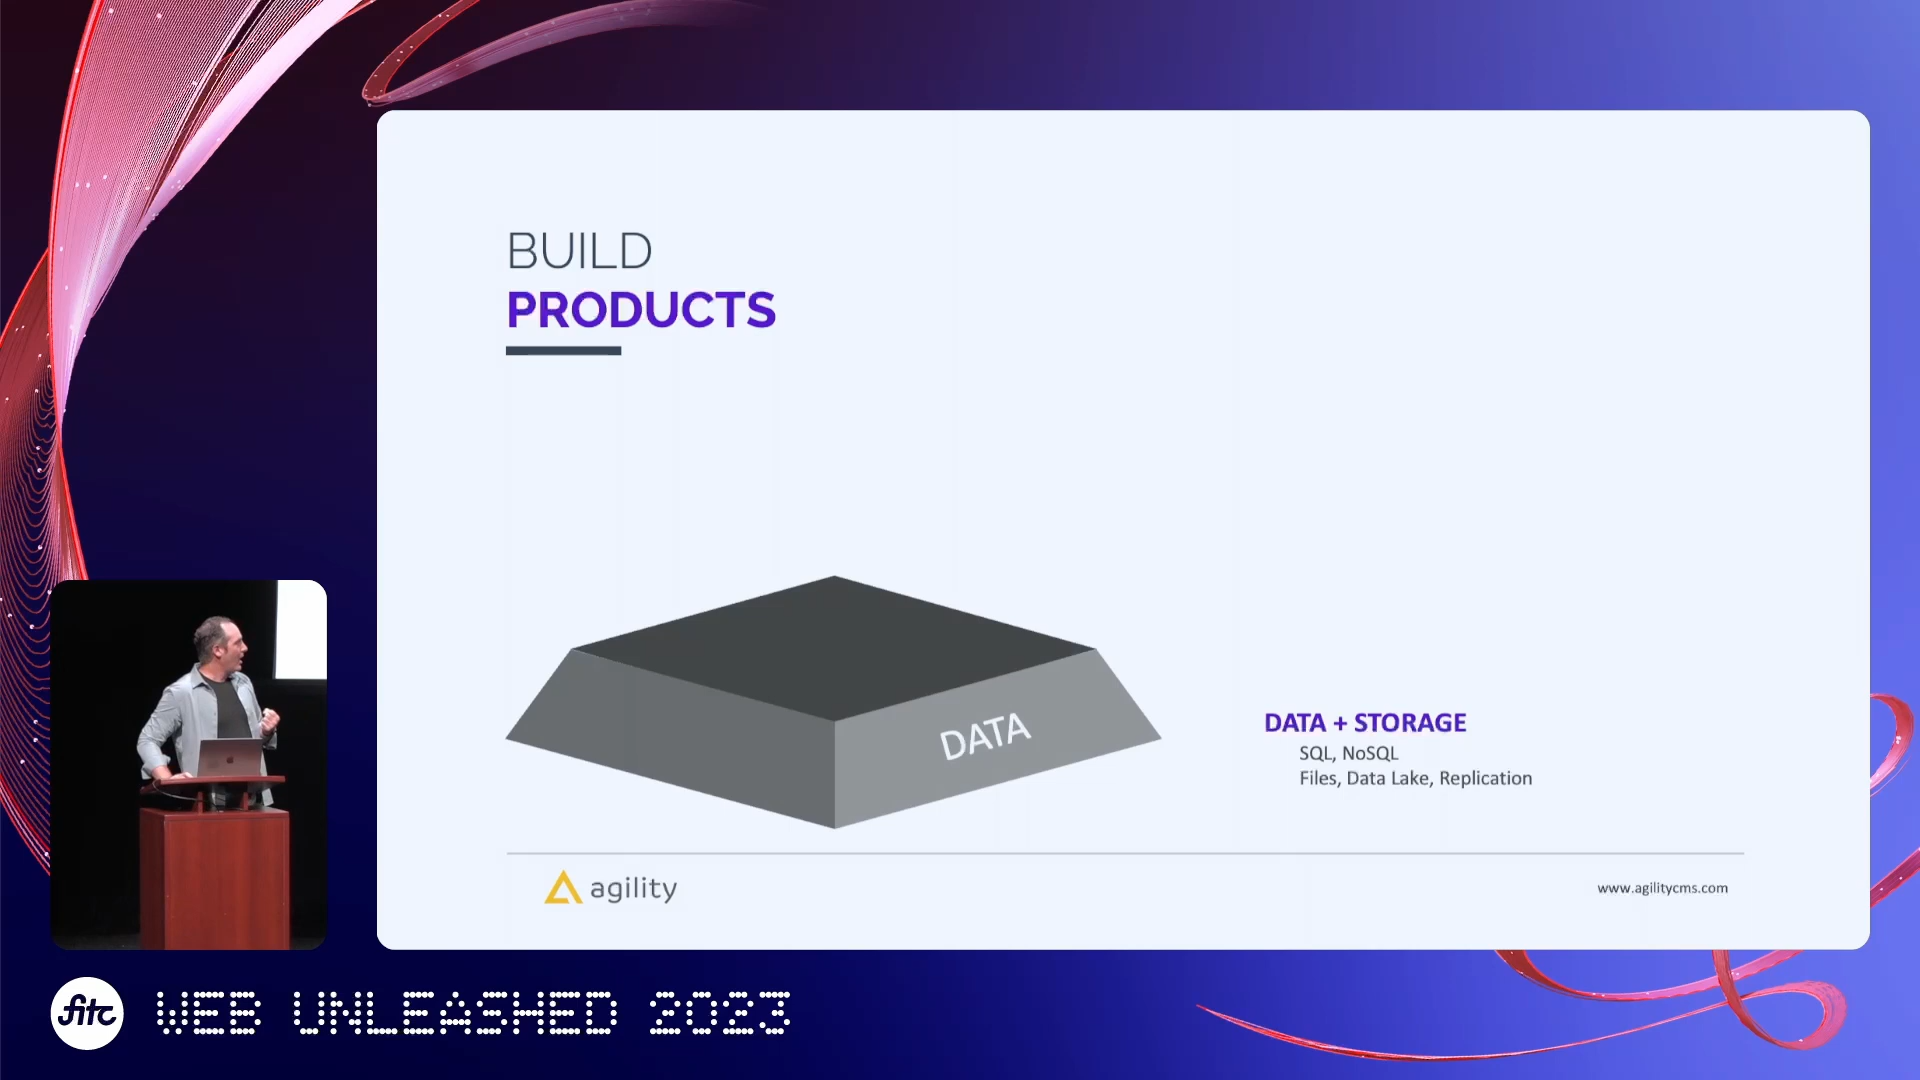 BUILD
PRODUCTS
DATA
DATA + STORAGE
SQL, NoSQL
Files, Data Lake, Replication
agility
www.agilitycms.com
fitc
WEB UNLEASHED 2023